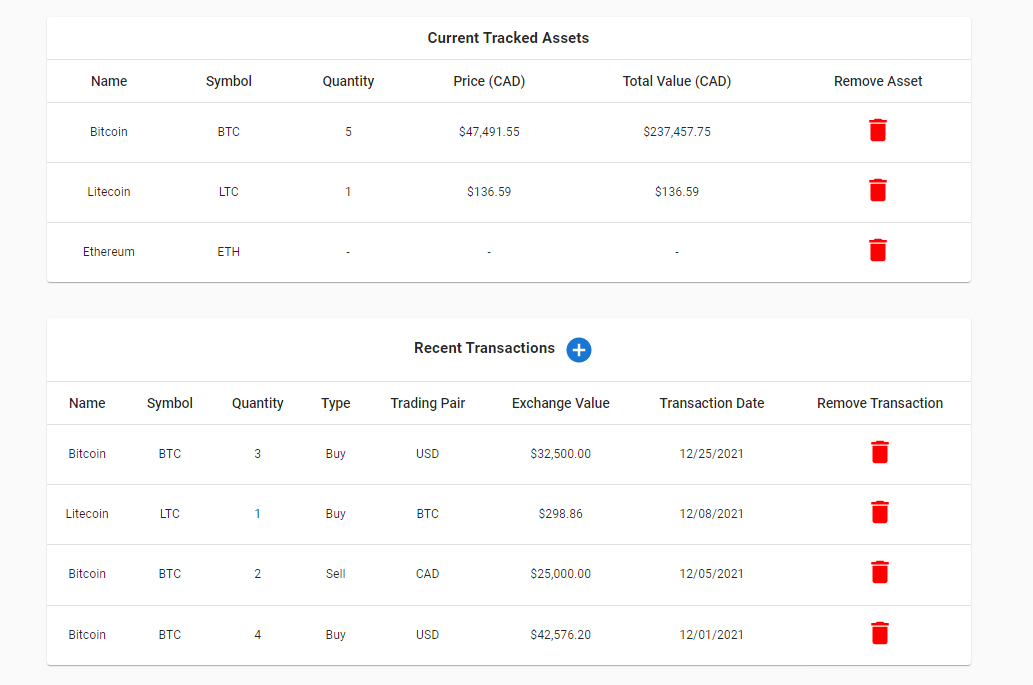 Current Tracked Assets
Name Symbol Quantity Price (CAD) Total Value (CAD) Remove Asset
Bitcoin BTC 5 $47,491.55 $237,457.75
Litecoin LTC 1 $136.59 $136.59
Ethereum ETH - - -
Recent Transactions
Name Symbol Quantity Type Trading Pair Exchange Value Transaction Date Remove Transaction
Bitcoin BTC 3 Buy USD $32,500.00 12/25/2021
Litecoin LTC 1 Buy BTC $298.86 12/08/2021
Bitcoin BTC 2 Sell CAD $25,000.00 12/05/2021
Bitcoin BTC 4 Buy USD $42,576.20 12/01/2021